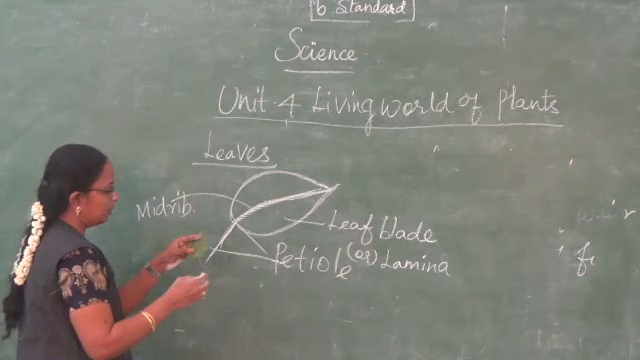 6 Standard
Science
Unit-4 Living world of plants
Leaves
Midrib.
Leaf blade
(or) Lamina
Petiole